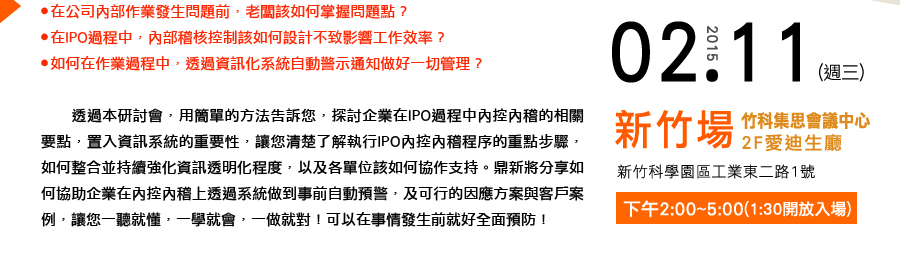 ●在公司內部作業發生問題前，老闆該如何掌握問題點？
●在IPO過程中，內部稽核控制該如何設計不致影響工作效率？
●如何在作業過程中，透過資訊化系統自動警示通知做好一切管理？
透過本研討會，用簡單的方法告訴您，探討企業在IPO過程中內控內稽的相關
要點，置入資訊系統的重要性，讓您清楚了解執行IPO內控內稽程序的重點步驟，
如何整合並持續強化資訊透明化程度，以及各單位該如何協作支持。鼎新將分享如
何協助企業在內控內稽上透過系統做到事前自動預警，及可行的因應方案與客戶案
例，讓您一聽就懂，一學就會，一做就對！可以在事情發生前就好全面預防！
02.11
2015
(週三)
新竹場
竹科集思會議中心
2F愛迪生廳
新竹科學園區工業東二路1號
下午2:00~5:00(1:30開放入場)